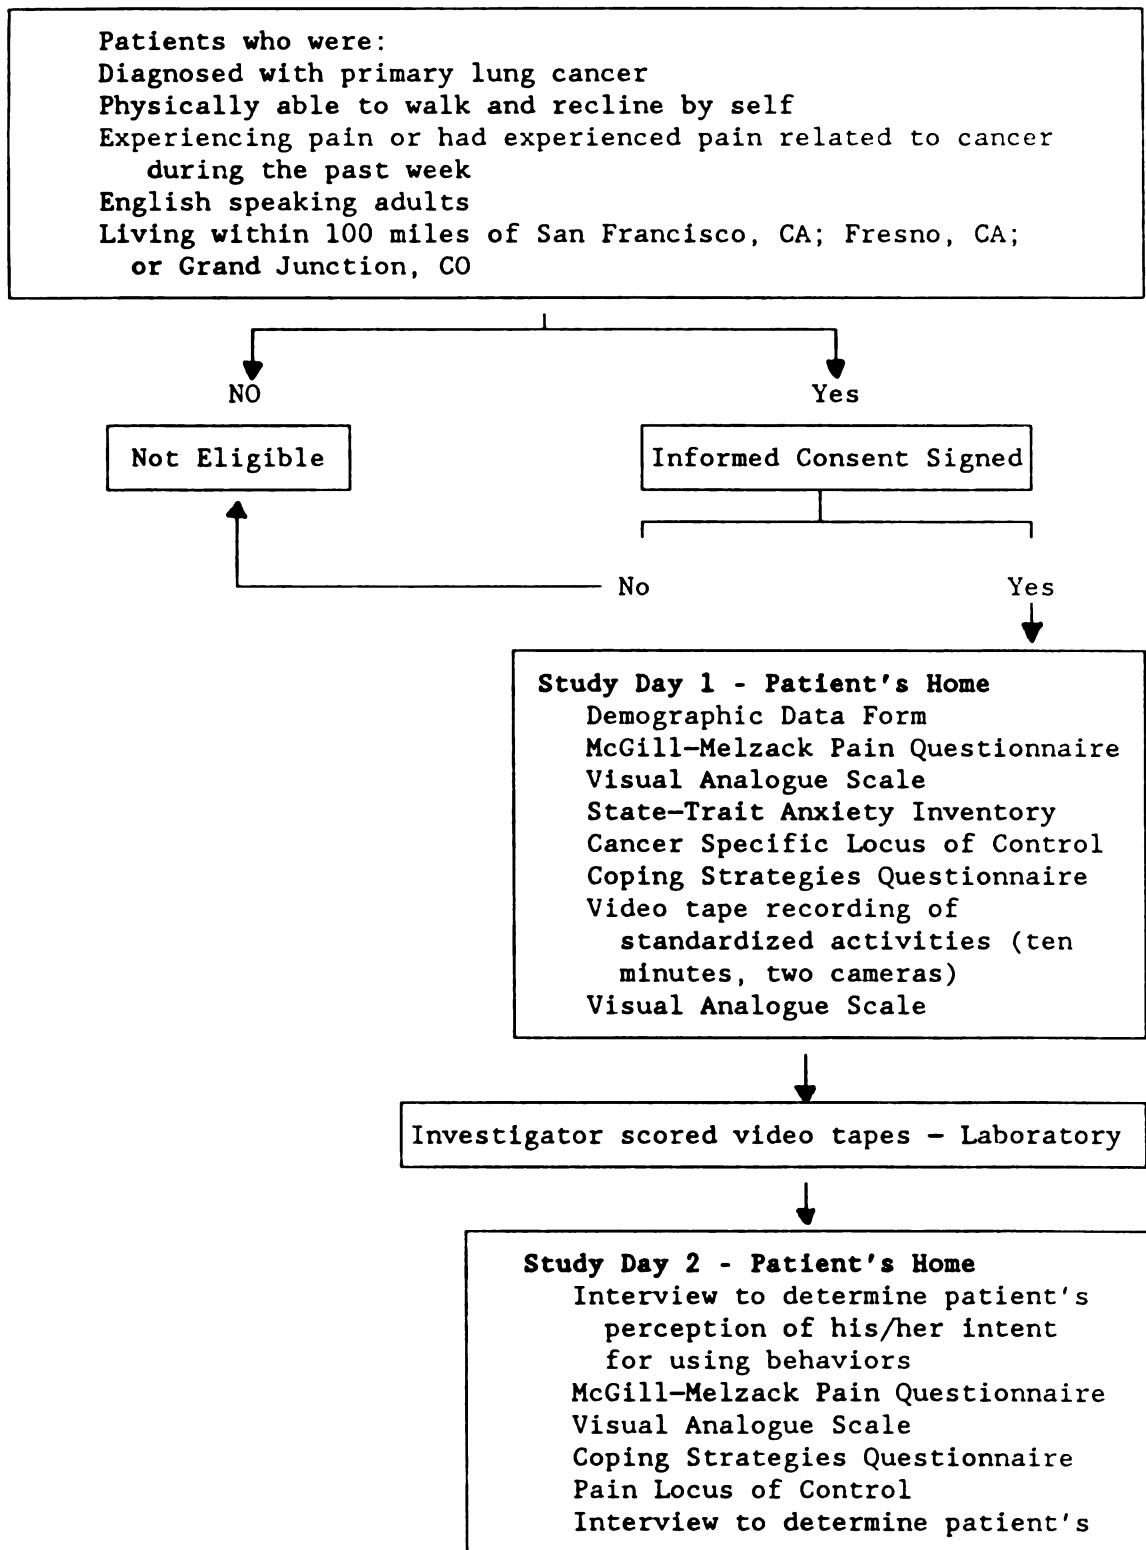 Patients who were:
Diagnosed with primary lung cancer
Physically able to walk and recline by self
Experiencing pain or had experienced pain related to cancer
during the past week
English speaking adults
Living within 100 miles of San Francisco, CA; Fresno, CA;
or Grand Junction, CO
NO
Yes
Not Eligible
Informed Consent Signed
No
Yes
Study Day 1 - Patient's Home
Demographic Data Form
McGill-Melzack Pain Questionnaire
Visual Analogue Scale
State-Trait Anxiety Inventory
Cancer Specific Locus of Control
Coping Strategies Questionnaire
Video tape recording of
standardized activities (ten
minutes, two cameras)
Visual Analogue Scale
Investigator scored video tapes - Laboratory
Study Day 2 - Patient's Home
Interview to determine patient's
perception of his/her intent
for using behaviors
McGill-Melzack Pain Questionnaire
Visual Analogue Scale
Coping Strategies Questionnaire
Pain Locus of Control
Interview to determine patient's